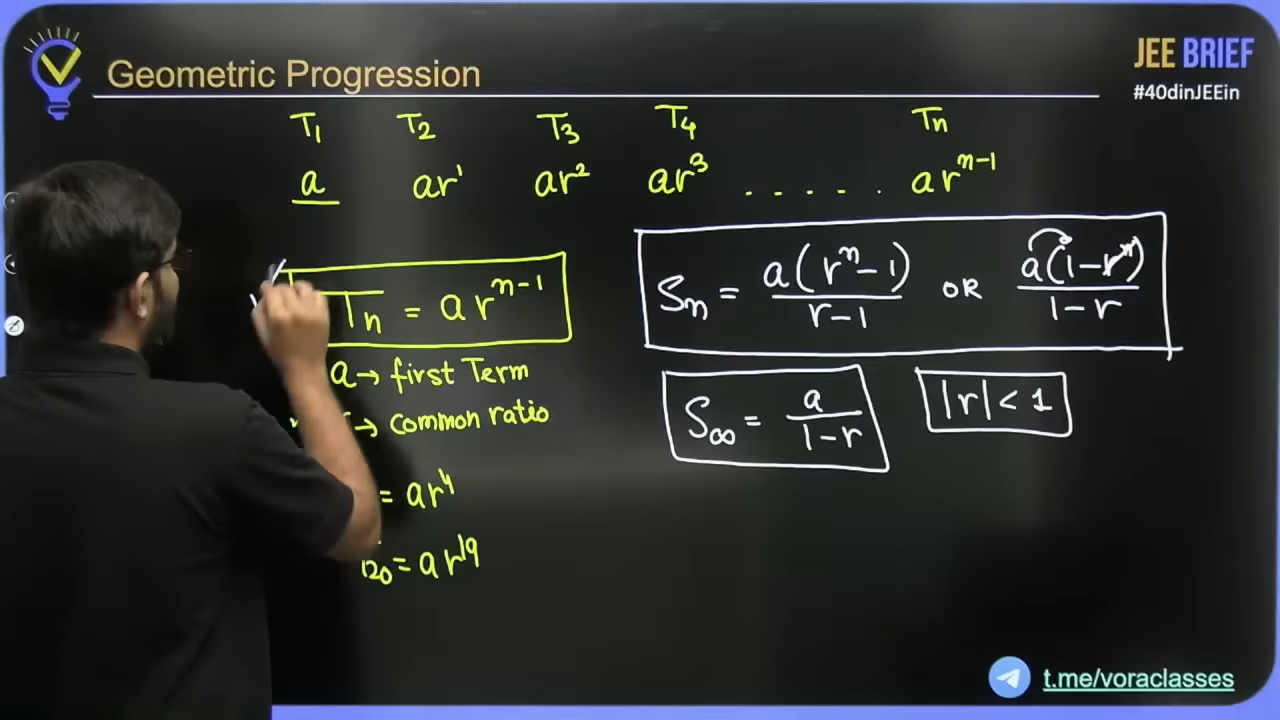 Geometric Progression
JEE BRIEF
#40dinJEEin
T₁ T₂ T₃ T₄ Tₙ
a ar¹ ar² ar³ ..... arⁿ⁻¹
Tₙ = arⁿ⁻¹
a → first Term
→ common ratio
= ar⁴
₂₀ = ar¹⁹
Sₙ = a(rⁿ-1)/r-1 OR a(1-rⁿ)/1-r
S∞ = a/1-r |r| < 1
t.me/voraclasses